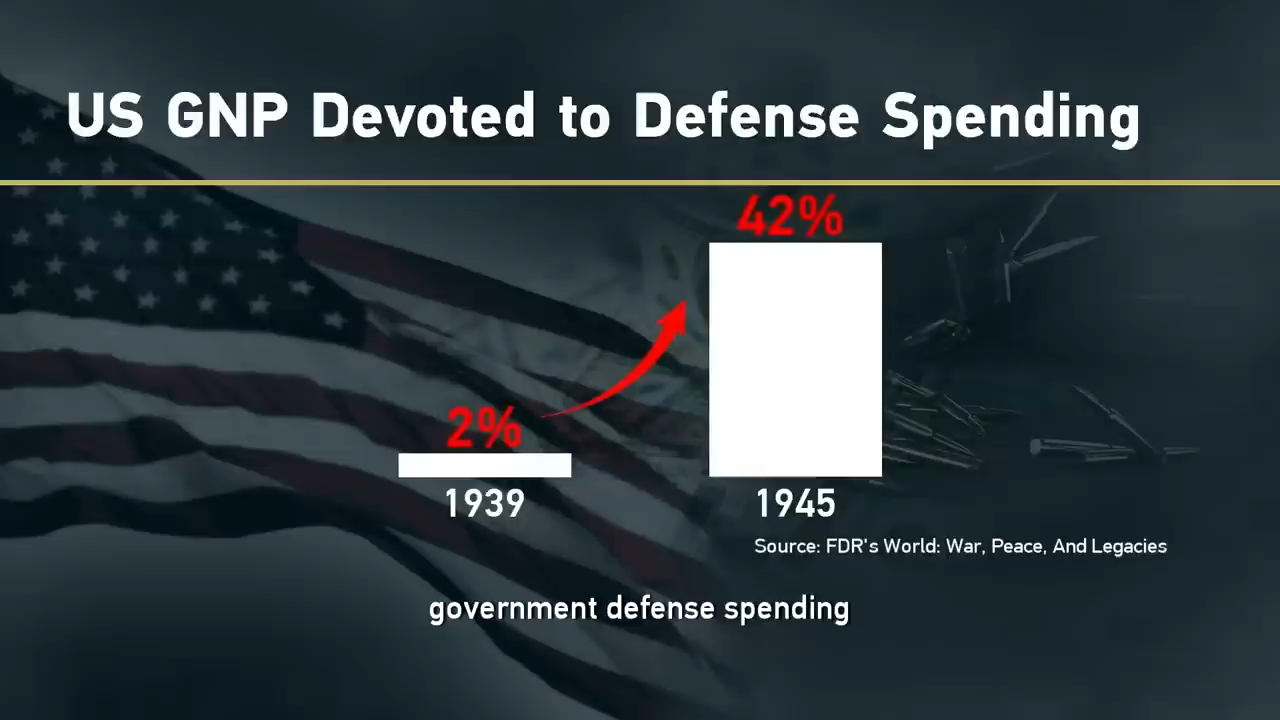 US GNP Devoted to Defense Spending
42%
2%
1939
1945
Source: FDR's World: War, Peace, And Legacies
government defense spending